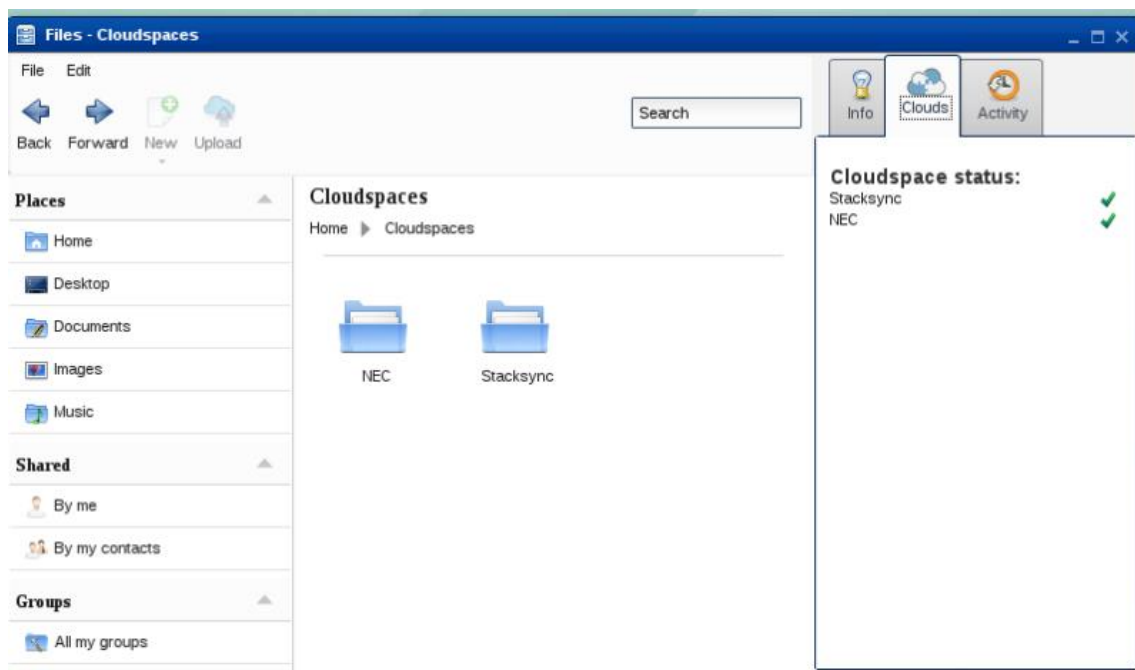 Files - Cloudspaces
File Edit
Back Forward New Upload
Search
Info Clouds Activity
Places
Home
Desktop
Documents
Images
Music
Shared
By me
By my contacts
Groups
All my groups
Cloudspaces
Home Cloudspaces
NEC Stacksync
Cloudspace status:
Stacksync
NEC